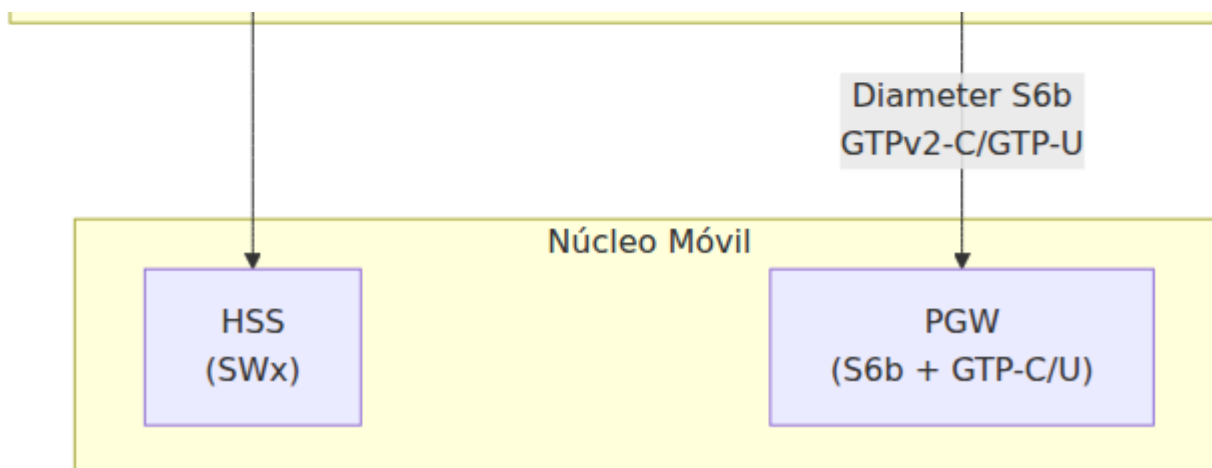 Diameter S6b
GTPv2-C/GTP-U
Núcleo Móvil
HSS
(SWx)
PGW
(S6b + GTP-C/U)